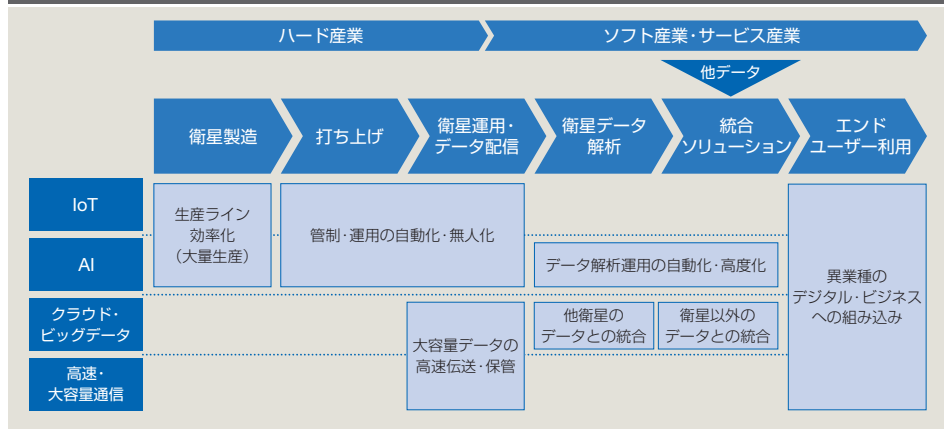 ハード産業
ソフト産業・サービス産業
他データ
衛星製造
打ち上げ
衛星運用・
データ配信
衛星データ
解析
統合
ソリューション
エンド
ユーザー利用
IoT
生産ライン
効率化
（大量生産）
管制・運用の自動化・無人化
AI
データ解析運用の自動化・高度化
異業種の
デジタル・ビジネス
への組み込み
クラウド・
ビッグデータ
大容量データの
高速伝送・保管
他衛星の
データとの統合
衛星以外の
データとの統合
高速・
大容量通信